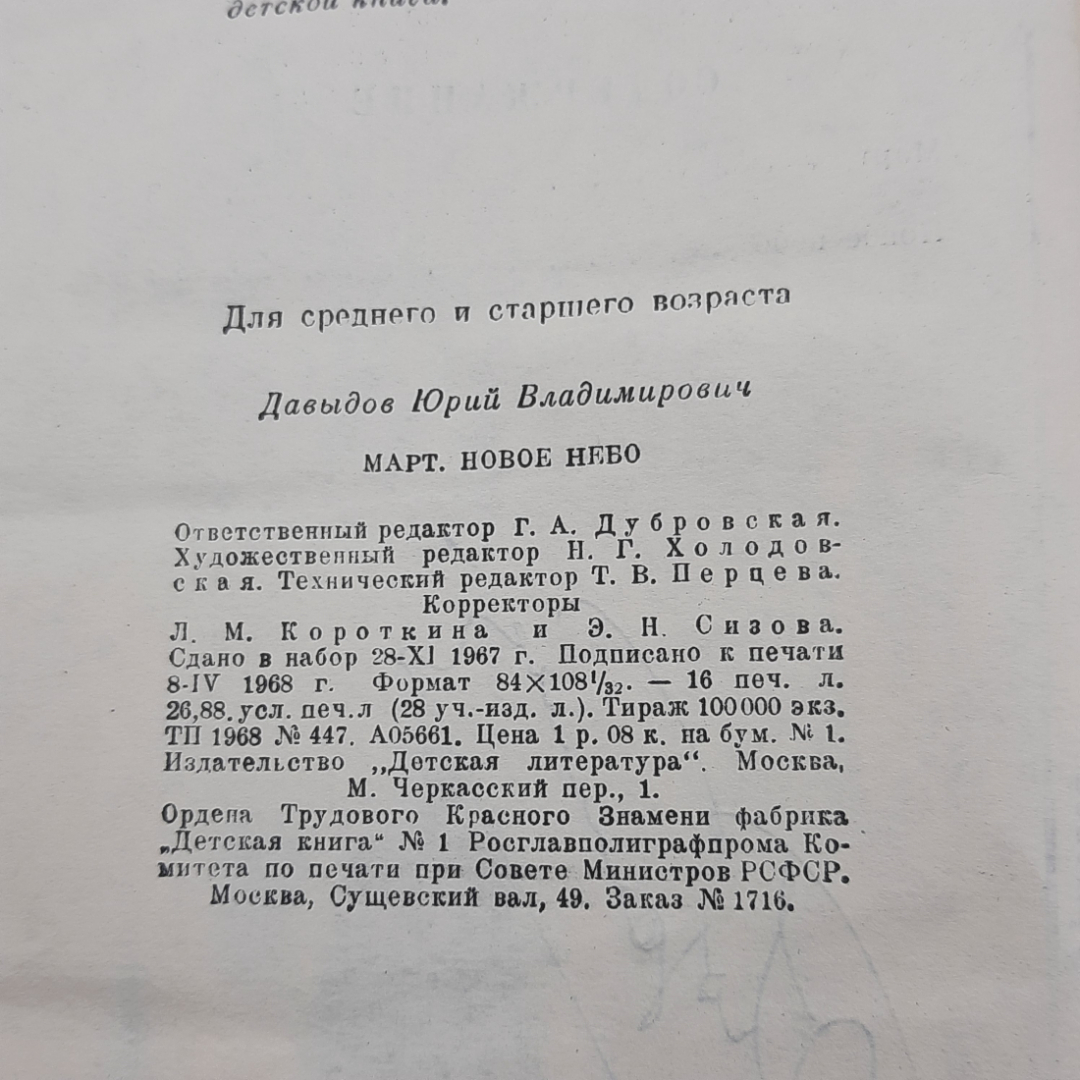 детской книги.
Для среднего и старшего возраста
Давыдов Юрий Владимирович
МАРТ. НОВОЕ НЕБО
Ответственный редактор Г. А. Дубровская.
Художественный редактор Н. Г. Холодов-
ская. Технический редактор Т. В. Перцева.
Корректоры
Л. М. Короткина и Э. Н. Сизова.
Сдано в набор 28-XI 1967 г. Подписано к печати
8-IV 1968 г. Формат 84×108¹/₃₂. — 16 печ. л.
26,88. усл. печ.л (28 уч.-изд. л.). Тираж 100 000 экз.
ТП 1968 № 447. А05661. Цена 1 р. 08 к. на бум. № 1.
Издательство „Детская литература“. Москва,
М. Черкасский пер., 1.
Ордена Трудового Красного Знамени фабрика
„Детская книга“ № 1 Росглавполиграфпрома Ко-
митета по печати при Совете Министров РСФСР.
Москва, Сущевский вал, 49. Заказ № 1716.